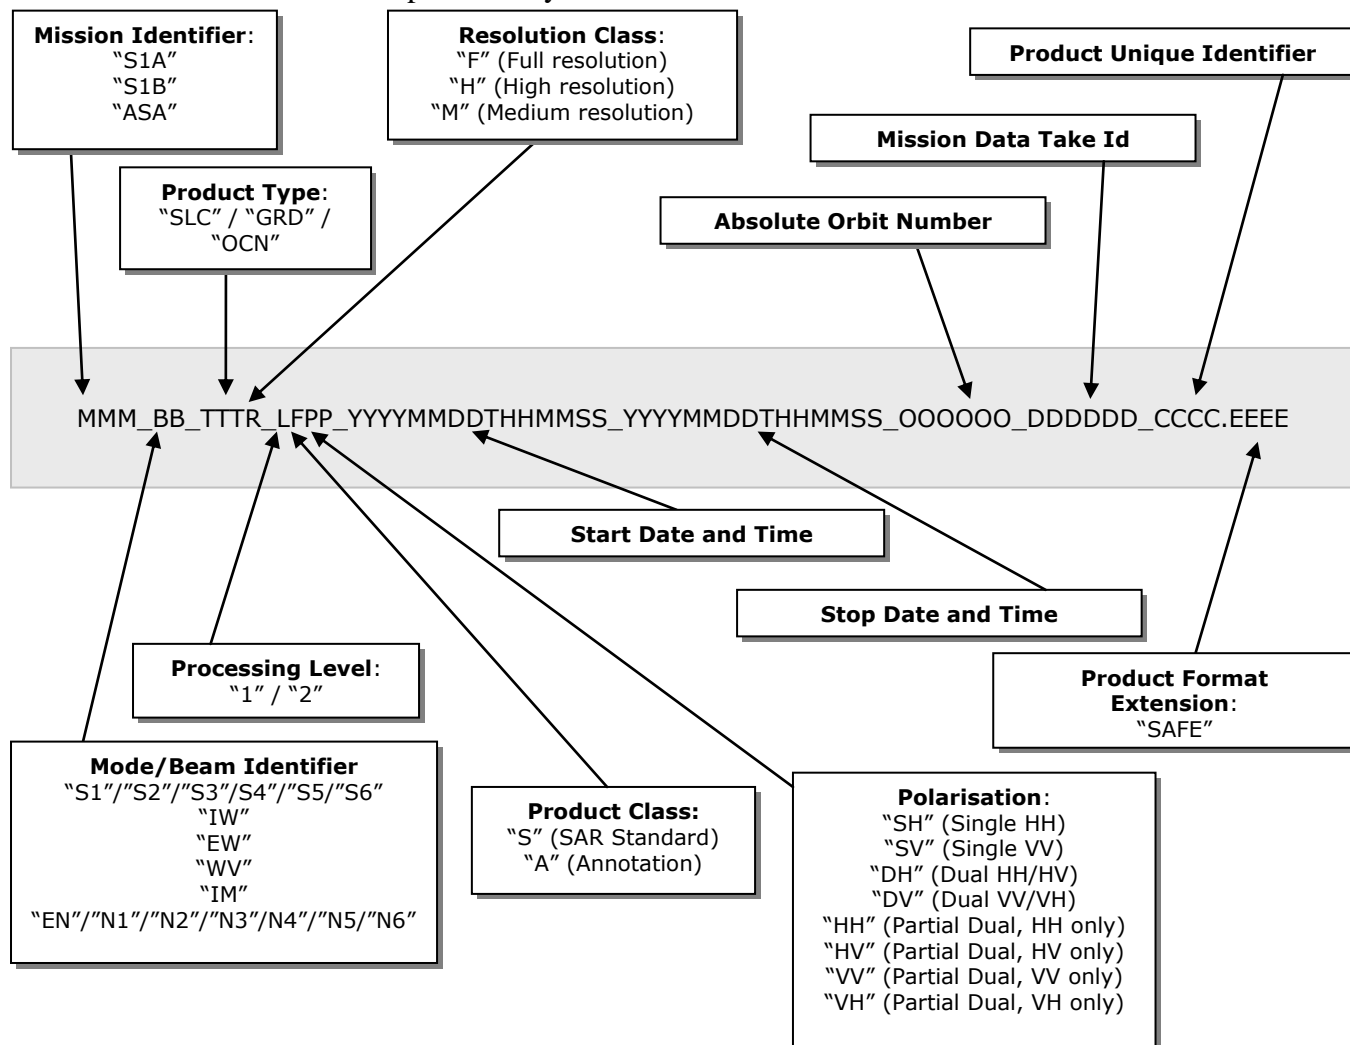 Mission Identifier:
“S1A”
“S1B”
“ASA”
Resolution Class:
“F” (Full resolution)
“H” (High resolution)
“M” (Medium resolution)
Product Unique Identifier
Mission Data Take Id
Product Type:
“SLC” / “GRD” /
“OCN”
Absolute Orbit Number
MMM_BB_TTTR_LFPP_YYYYMMDDTHHMMSS_YYYYMMDDTHHMMSS_OOOOOO_DDDDDD_CCCC.EEEE
Start Date and Time
Stop Date and Time
Processing Level:
“1” / “2”
Product Format
Extension:
“SAFE”
Mode/Beam Identifier
“S1”/”S2”/”S3”/S4”/”S5/”S6”
“IW”
“EW”
“WV”
“IM”
“EN”/”N1”/”N2”/”N3”/N4”/”N5/”N6”
Product Class:
“S” (SAR Standard)
“A” (Annotation)
Polarisation:
“SH” (Single HH)
“SV” (Single VV)
“DH” (Dual HH/HV)
“DV” (Dual VV/VH)
“HH” (Partial Dual, HH only)
“HV” (Partial Dual, HV only)
“VV” (Partial Dual, VV only)
“VH” (Partial Dual, VH only)